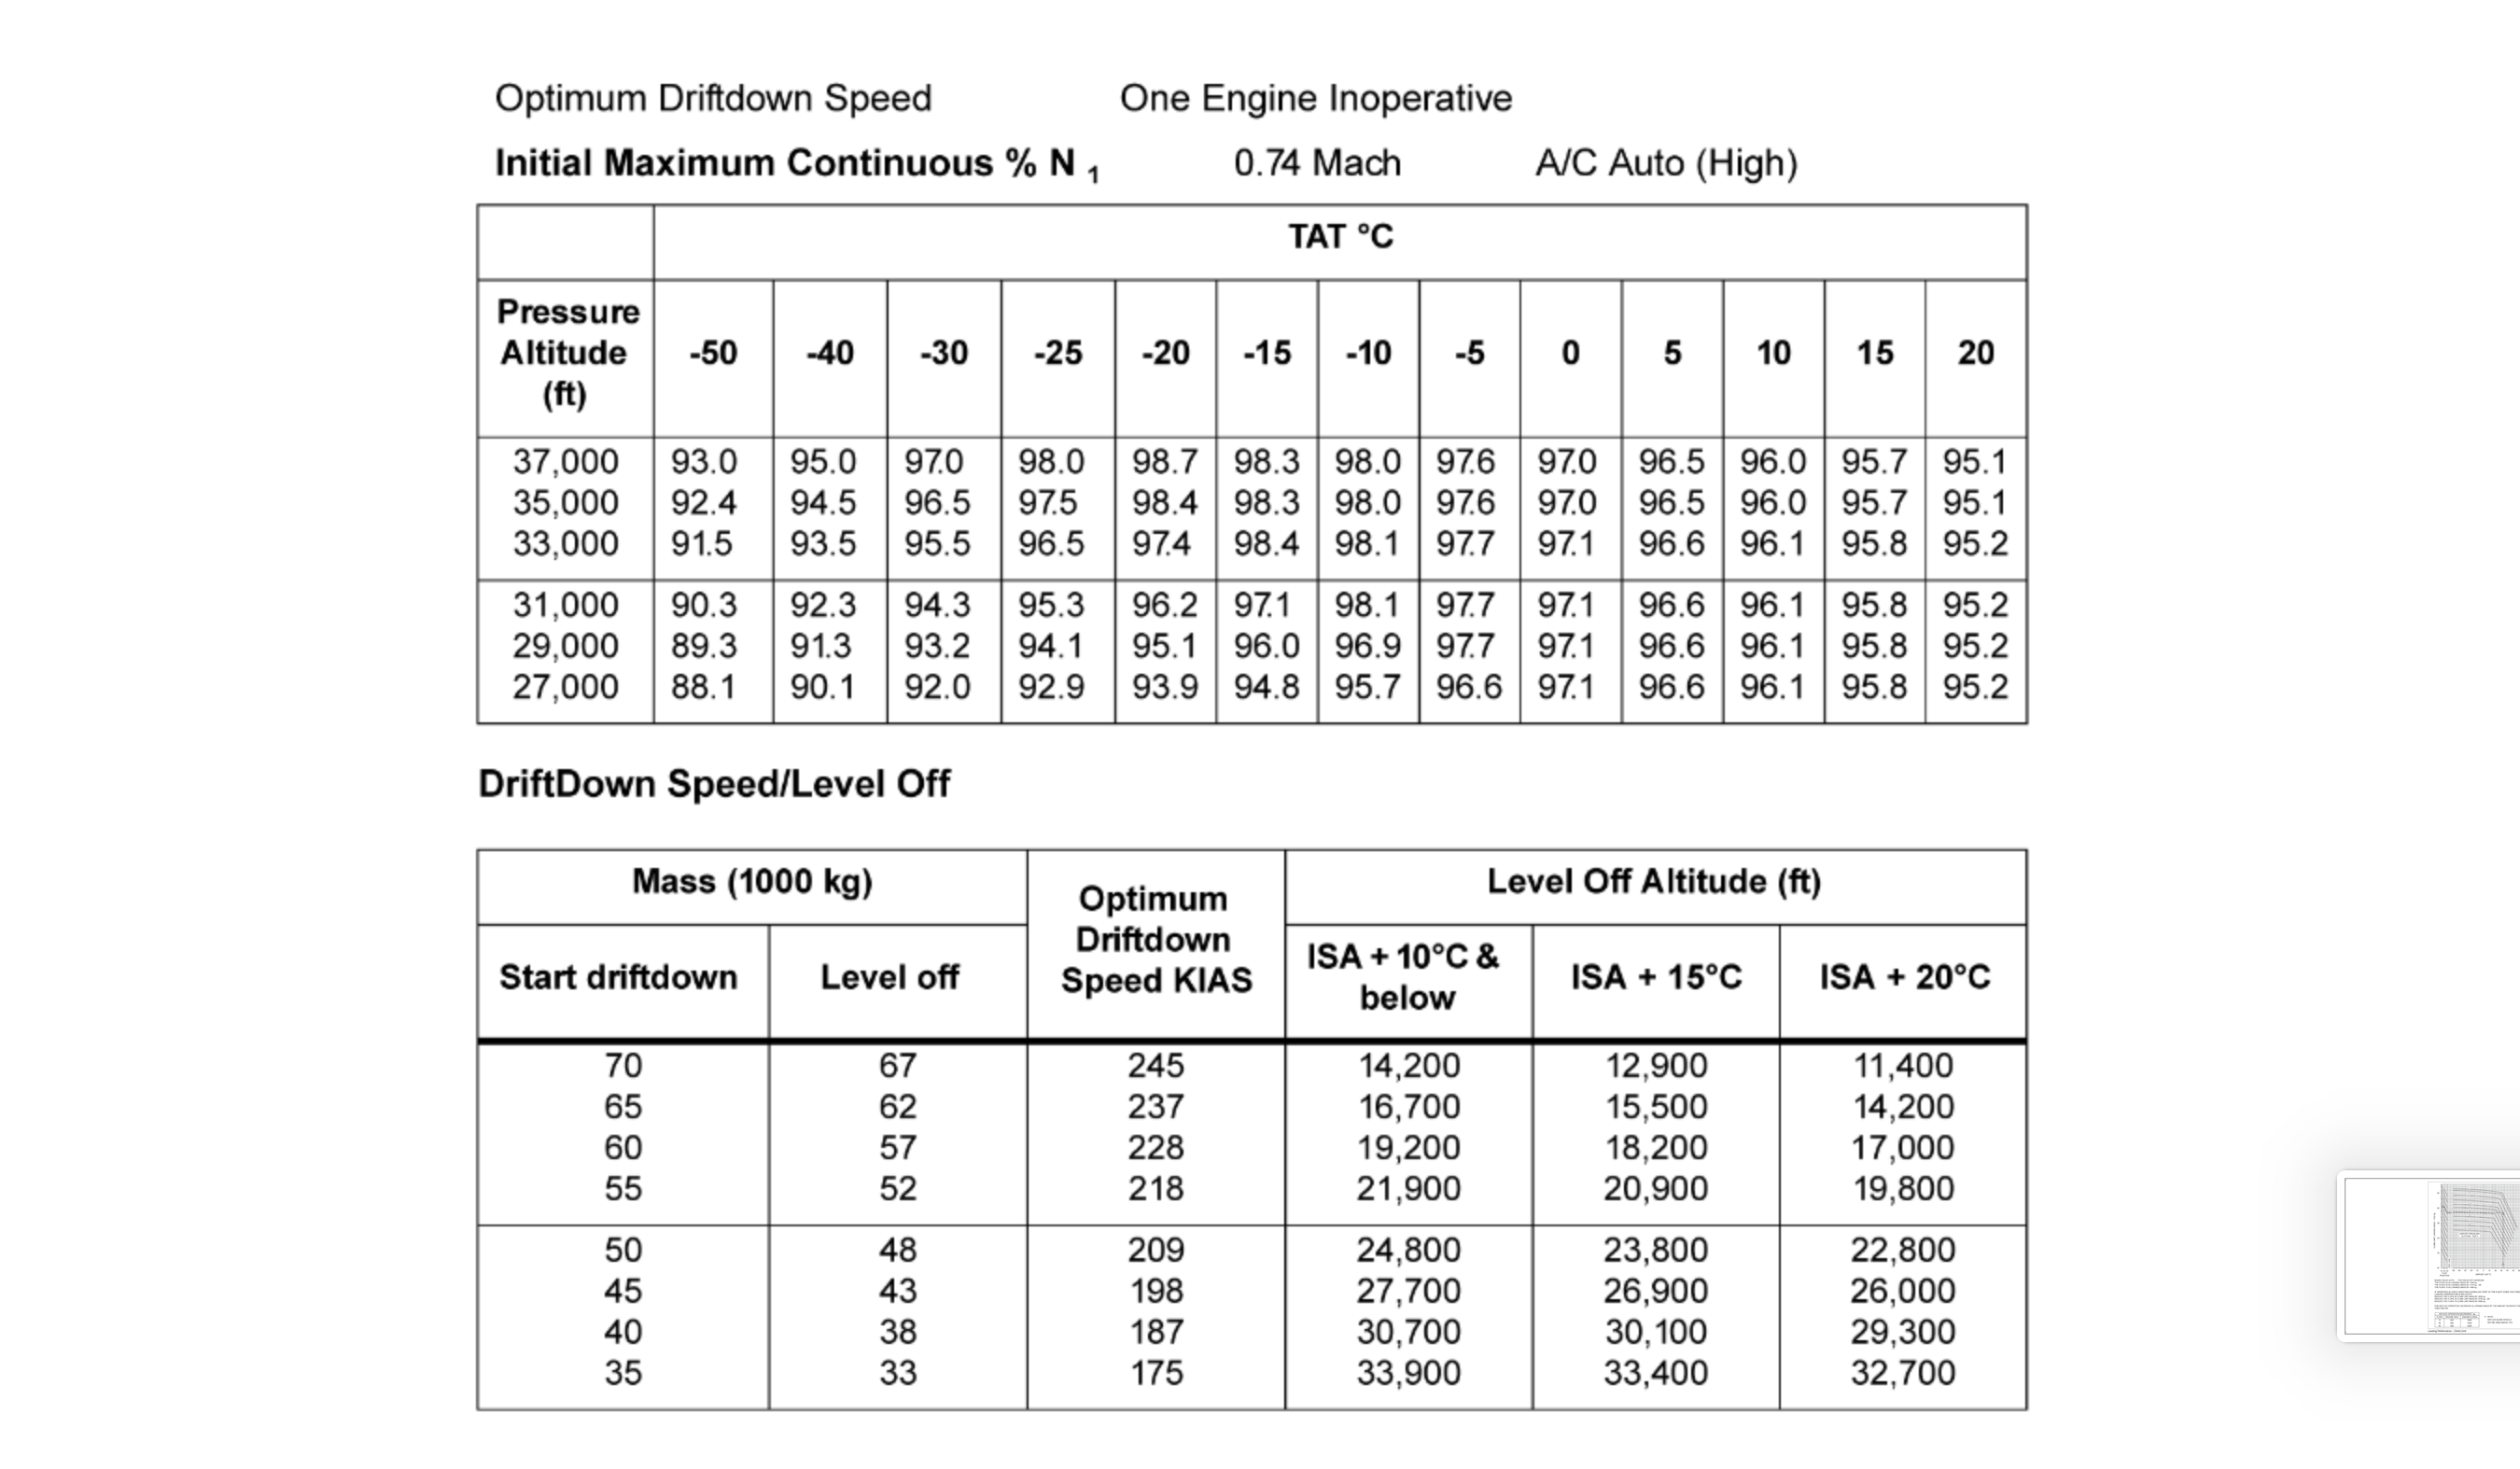 Optimum Driftdown Speed One Engine Inoperative
Initial Maximum Continuous % N 1 0.74 Mach A/C Auto (High)
TAT °C
Pressure Altitude (ft) -50 -40 -30 -25 -20 -15 -10 -5 0 5 10 15 20
37,000 93.0 95.0 97.0 98.0 98.7 98.3 98.0 97.6 97.0 96.5 96.0 95.7 95.1
35,000 92.4 94.5 96.5 97.5 98.4 98.3 98.0 97.6 97.0 96.5 96.0 95.7 95.1
33,000 91.5 93.5 95.5 96.5 97.4 98.4 98.1 97.7 97.1 96.6 96.1 95.8 95.2
31,000 90.3 92.3 94.3 95.3 96.2 97.1 98.1 97.7 97.1 96.6 96.1 95.8 95.2
29,000 89.3 91.3 93.2 94.1 95.1 96.0 96.9 97.7 97.1 96.6 96.1 95.8 95.2
27,000 88.1 90.1 92.0 92.9 93.9 94.8 95.7 96.6 97.1 96.6 96.1 95.8 95.2
DriftDown Speed/Level Off
Mass (1000 kg) Optimum Driftdown Speed KIAS Level Off Altitude (ft)
Start driftdown Level off ISA + 10°C & below ISA + 15°C ISA + 20°C
70 67 245 14,200 12,900 11,400
65 62 237 16,700 15,500 14,200
60 57 228 19,200 18,200 17,000
55 52 218 21,900 20,900 19,800
50 48 209 24,800 23,800 22,800
45 43 198 27,700 26,900 26,000
40 38 187 30,700 30,100 29,300
35 33 175 33,900 33,400 32,700